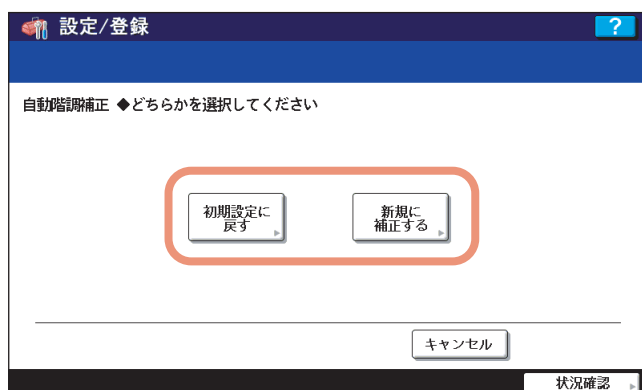 設定/登録
?
自動階調補正 ◆どちらかを選択してください
初期設定に
戻す
新規に
補正する
キャンセル
状況確認